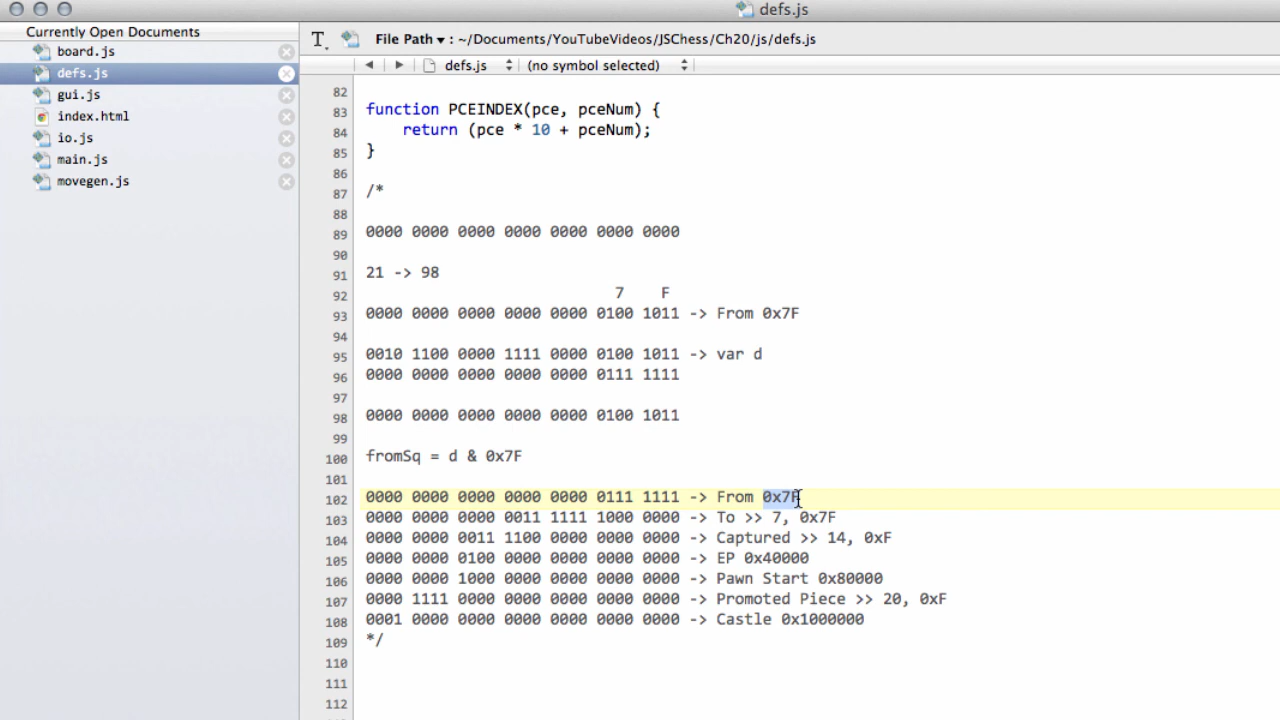 defs.js
Currently Open Documents
board.js
defs.js
gui.js
index.html
io.js
main.js
movegen.js
T. File Path ▾ : ~/Documents/YouTubeVideos/JSChess/Ch20/js/defs.js
defs.js (no symbol selected)
82
83 function PCEINDEX(pce, pceNum) {
84 return (pce * 10 + pceNum);
85 }
86
87 /*
88
89 0000 0000 0000 0000 0000 0000 0000
90
91 21 -> 98
92 7 F
93 0000 0000 0000 0000 0000 0100 1011 -> From 0x7F
94
95 0010 1100 0000 1111 0000 0100 1011 -> var d
96 0000 0000 0000 0000 0000 0111 1111
97
98 0000 0000 0000 0000 0000 0100 1011
99
100 fromSq = d & 0x7F
101
102 0000 0000 0000 0000 0000 0111 1111 -> From 0x7F
103 0000 0000 0000 0011 1111 1000 0000 -> To >> 7, 0x7F
104 0000 0000 0011 1100 0000 0000 0000 -> Captured >> 14, 0xF
105 0000 0000 0100 0000 0000 0000 0000 -> EP 0x40000
106 0000 0000 1000 0000 0000 0000 0000 -> Pawn Start 0x80000
107 0000 1111 0000 0000 0000 0000 0000 -> Promoted Piece >> 20, 0xF
108 0001 0000 0000 0000 0000 0000 0000 -> Castle 0x1000000
109 */
110
111
112